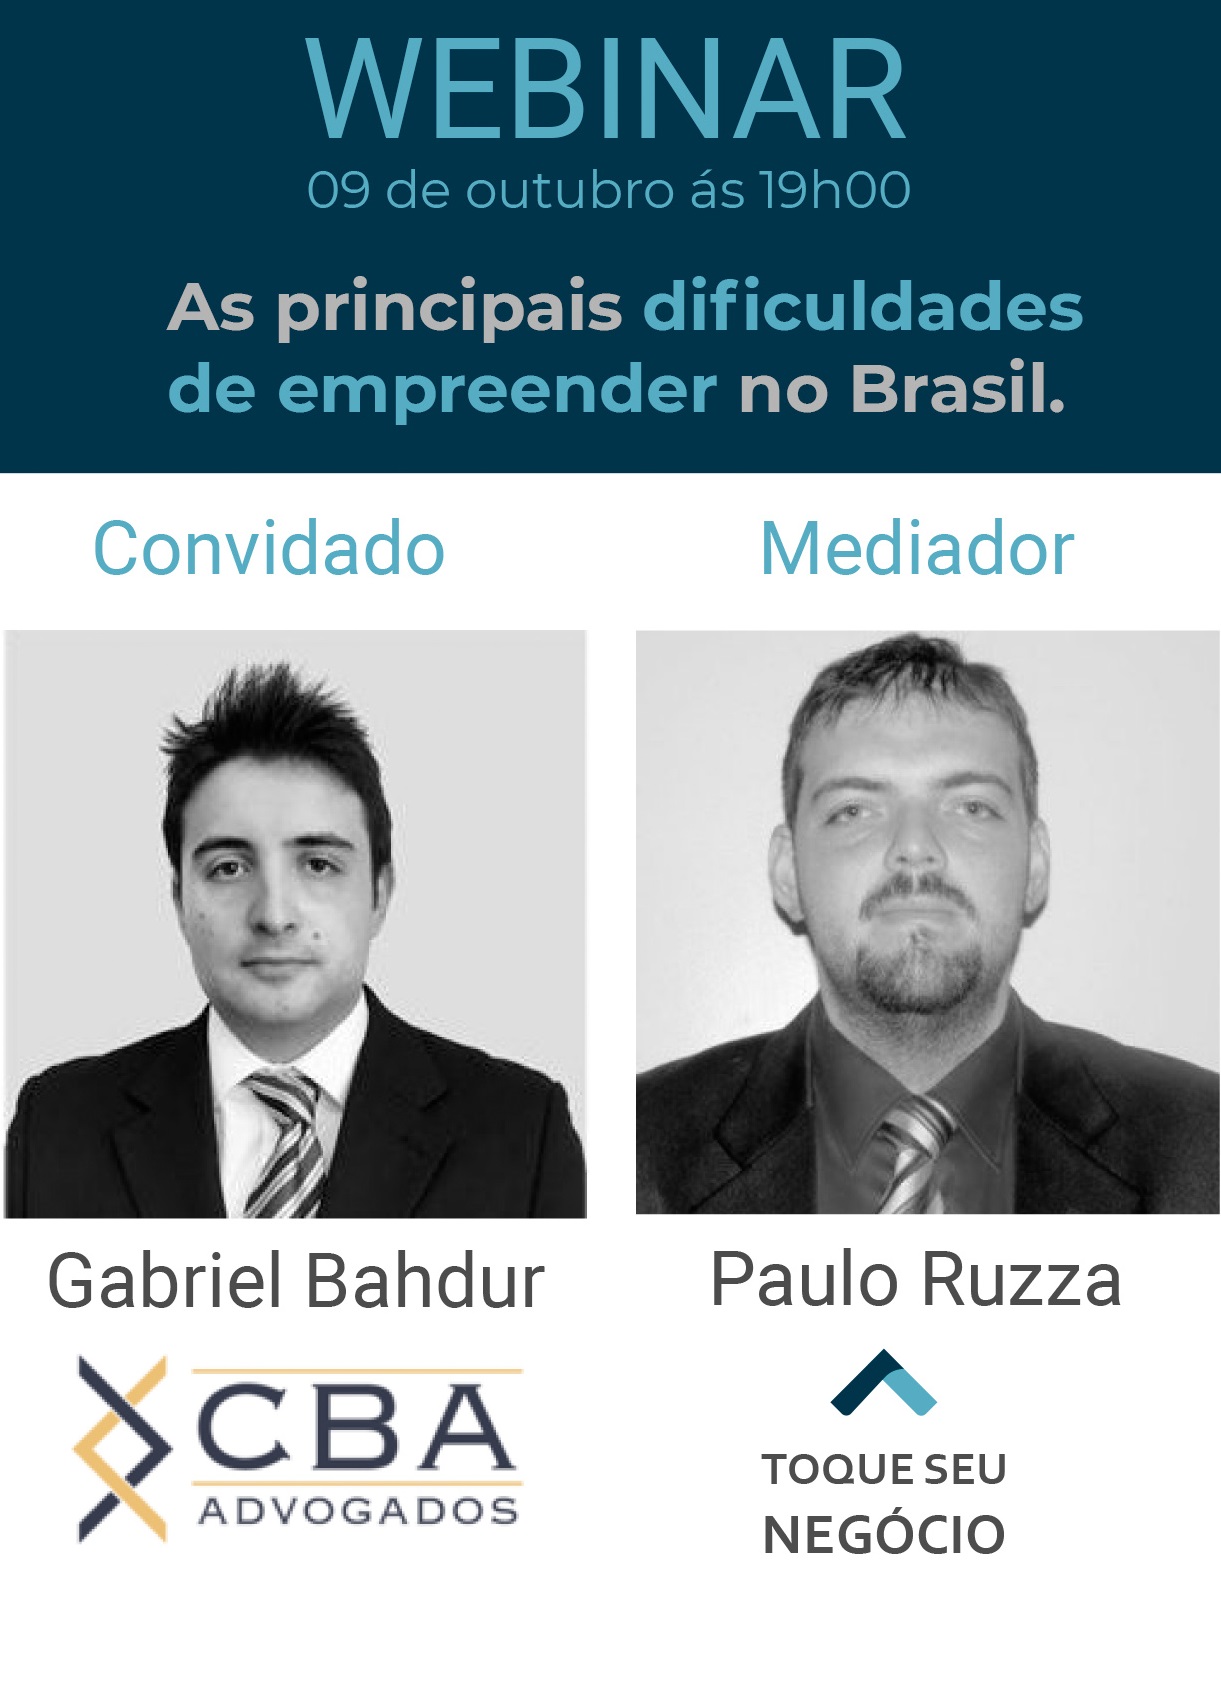 WEBINAR
09 de outubro ás 19h00
As principais dificuldades
de empreender no Brasil.
Convidado
Mediador
Gabriel Bahdur
Paulo Ruzza
CBA
ADVOGADOS
TOQUE SEU
NEGÓCIO